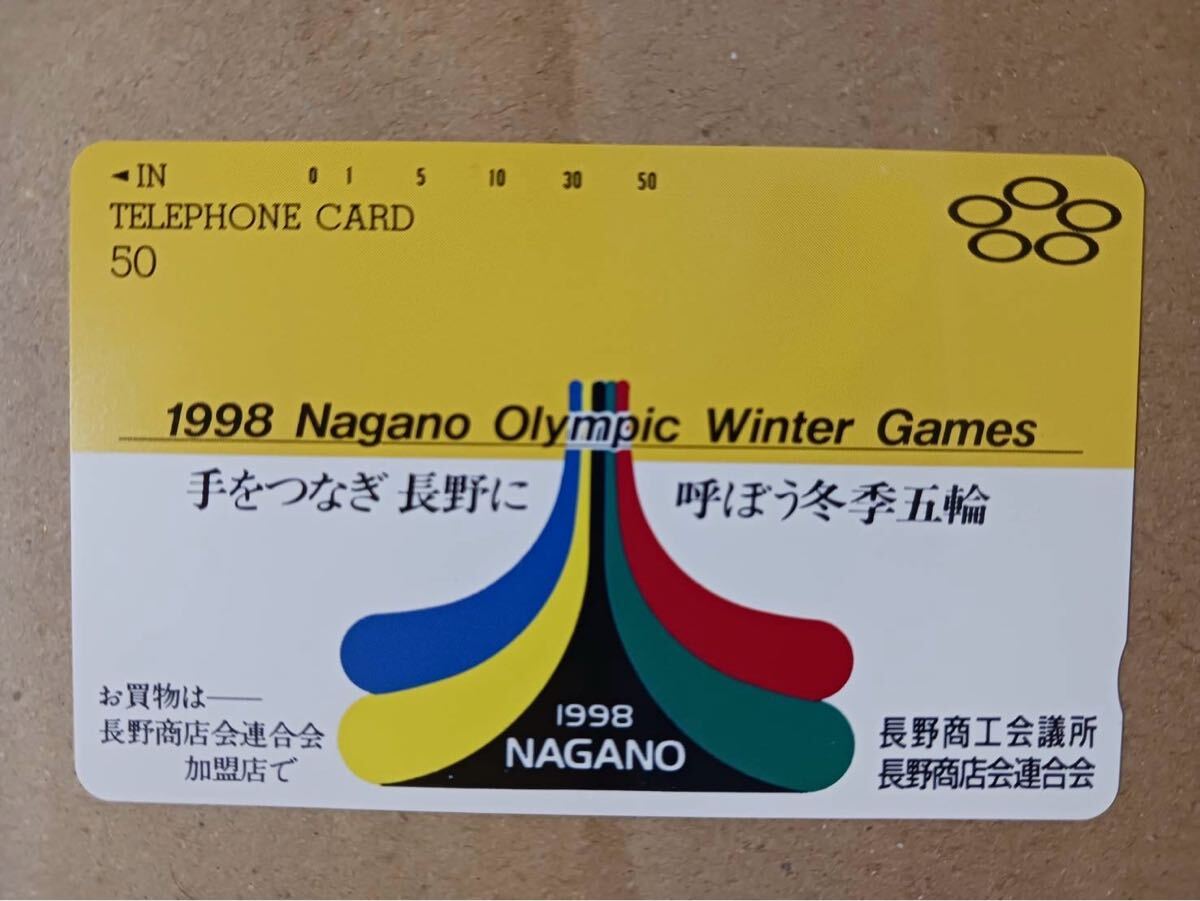 ◄IN 0 1 5 10 30 50
TELEPHONE CARD
50
1998 Nagano Olympic Winter Games
手をつなぎ 長野に 呼ぼう冬季五輪
お買物は――
長野商店会連合会
加盟店で
1998
NAGANO
長野商工会議所
長野商店会連合会